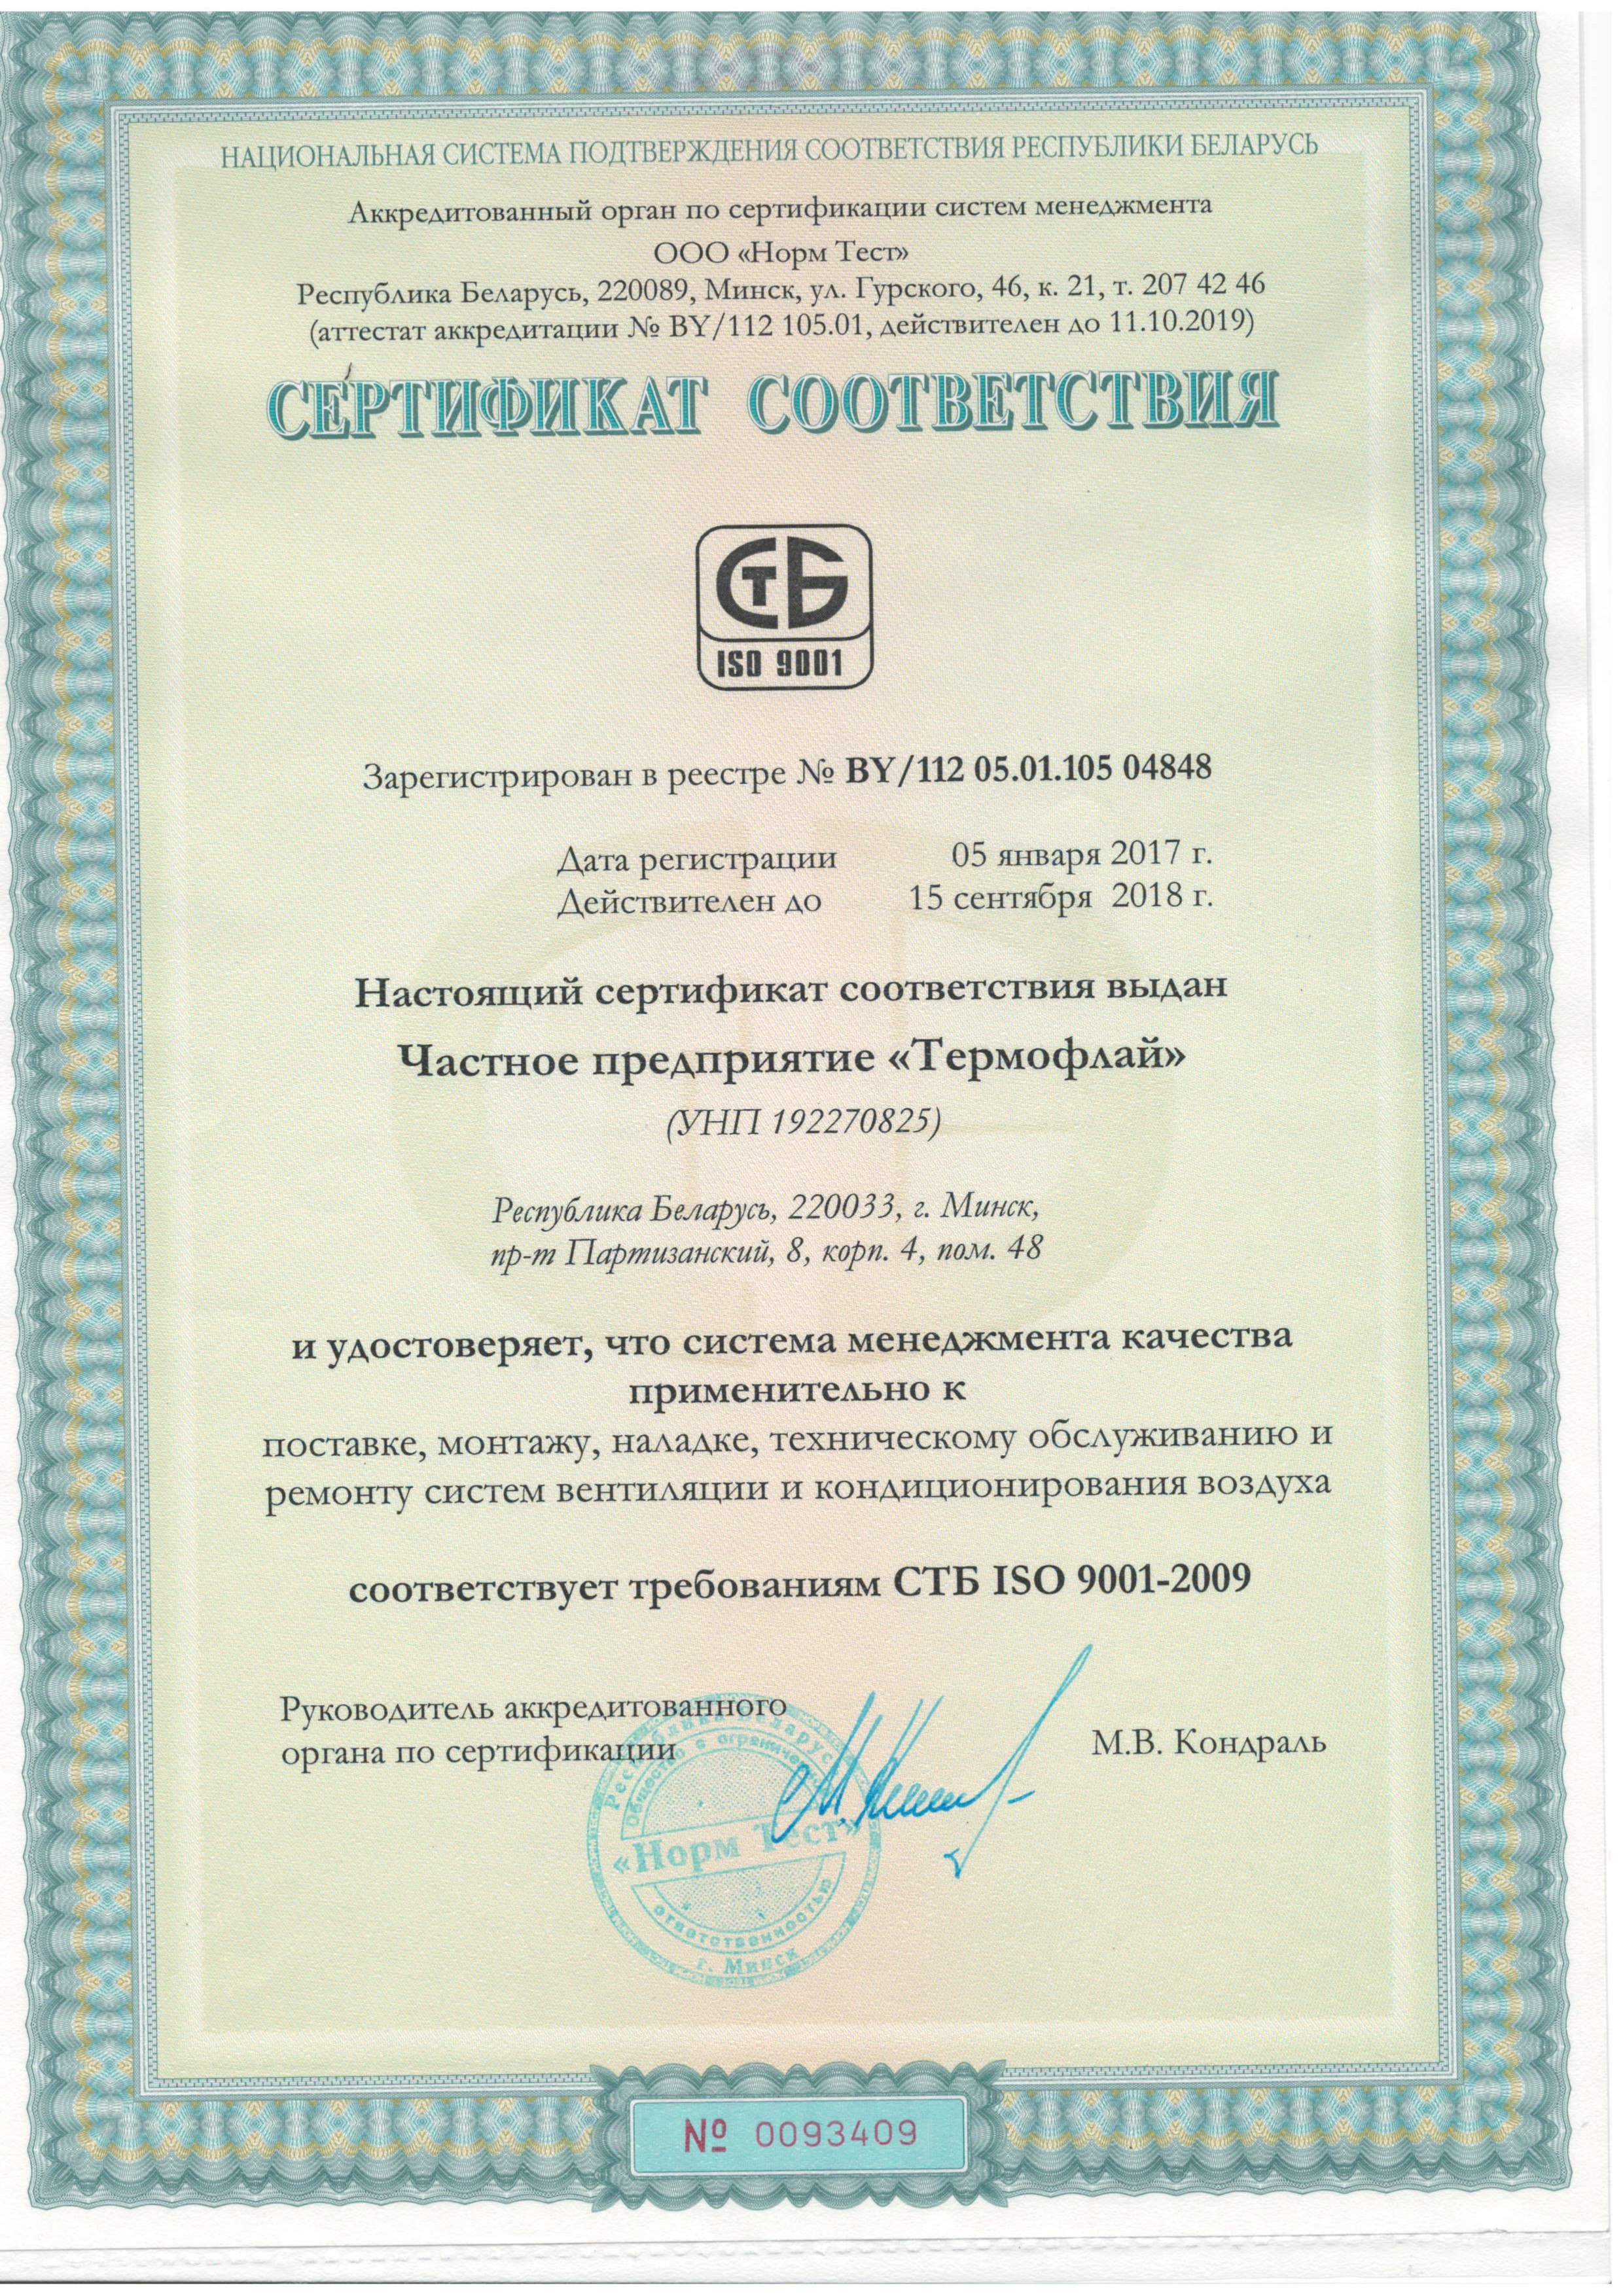 НАЦИОНАЛЬНАЯ СИСТЕМА ПОДТВЕРЖДЕНИЯ СООТВЕТСТВИЯ РЕСПУБЛИКИ БЕЛАРУСЬ
Аккредитованный орган по сертификации систем менеджмента
ООО «Норм Тест»
Республика Беларусь, 220089, Минск, ул. Гурского, 46, к. 21, т. 207 42 46
(аттестат аккредитации № BY/112 105.01, действителен до 11.10.2019)
СЕРТИФИКАТ СООТВЕТСТВИЯ
СТБ
ISO 9001
Зарегистрирован в реестре № BY/112 05.01.105 04848
Дата регистрации 05 января 2017 г.
Действителен до 15 сентября 2018 г.
Настоящий сертификат соответствия выдан
Частное предприятие «Термофлай»
(УНП 192270825)
Республика Беларусь, 220033, г. Минск,
пр-т Партизанский, 8, корп. 4, пом. 48
и удостоверяет, что система менеджмента качества
применительно к
поставке, монтажу, наладке, техническому обслуживанию и
ремонту систем вентиляции и кондиционирования воздуха
соответствует требованиям СТБ ISO 9001-2009
Руководитель аккредитованного
органа по сертификации
М.В. Кондраль
Республика Беларусь
Общество с ограниченной
«Норм Тест»
ответственностью
г. Минск
№ 0093409